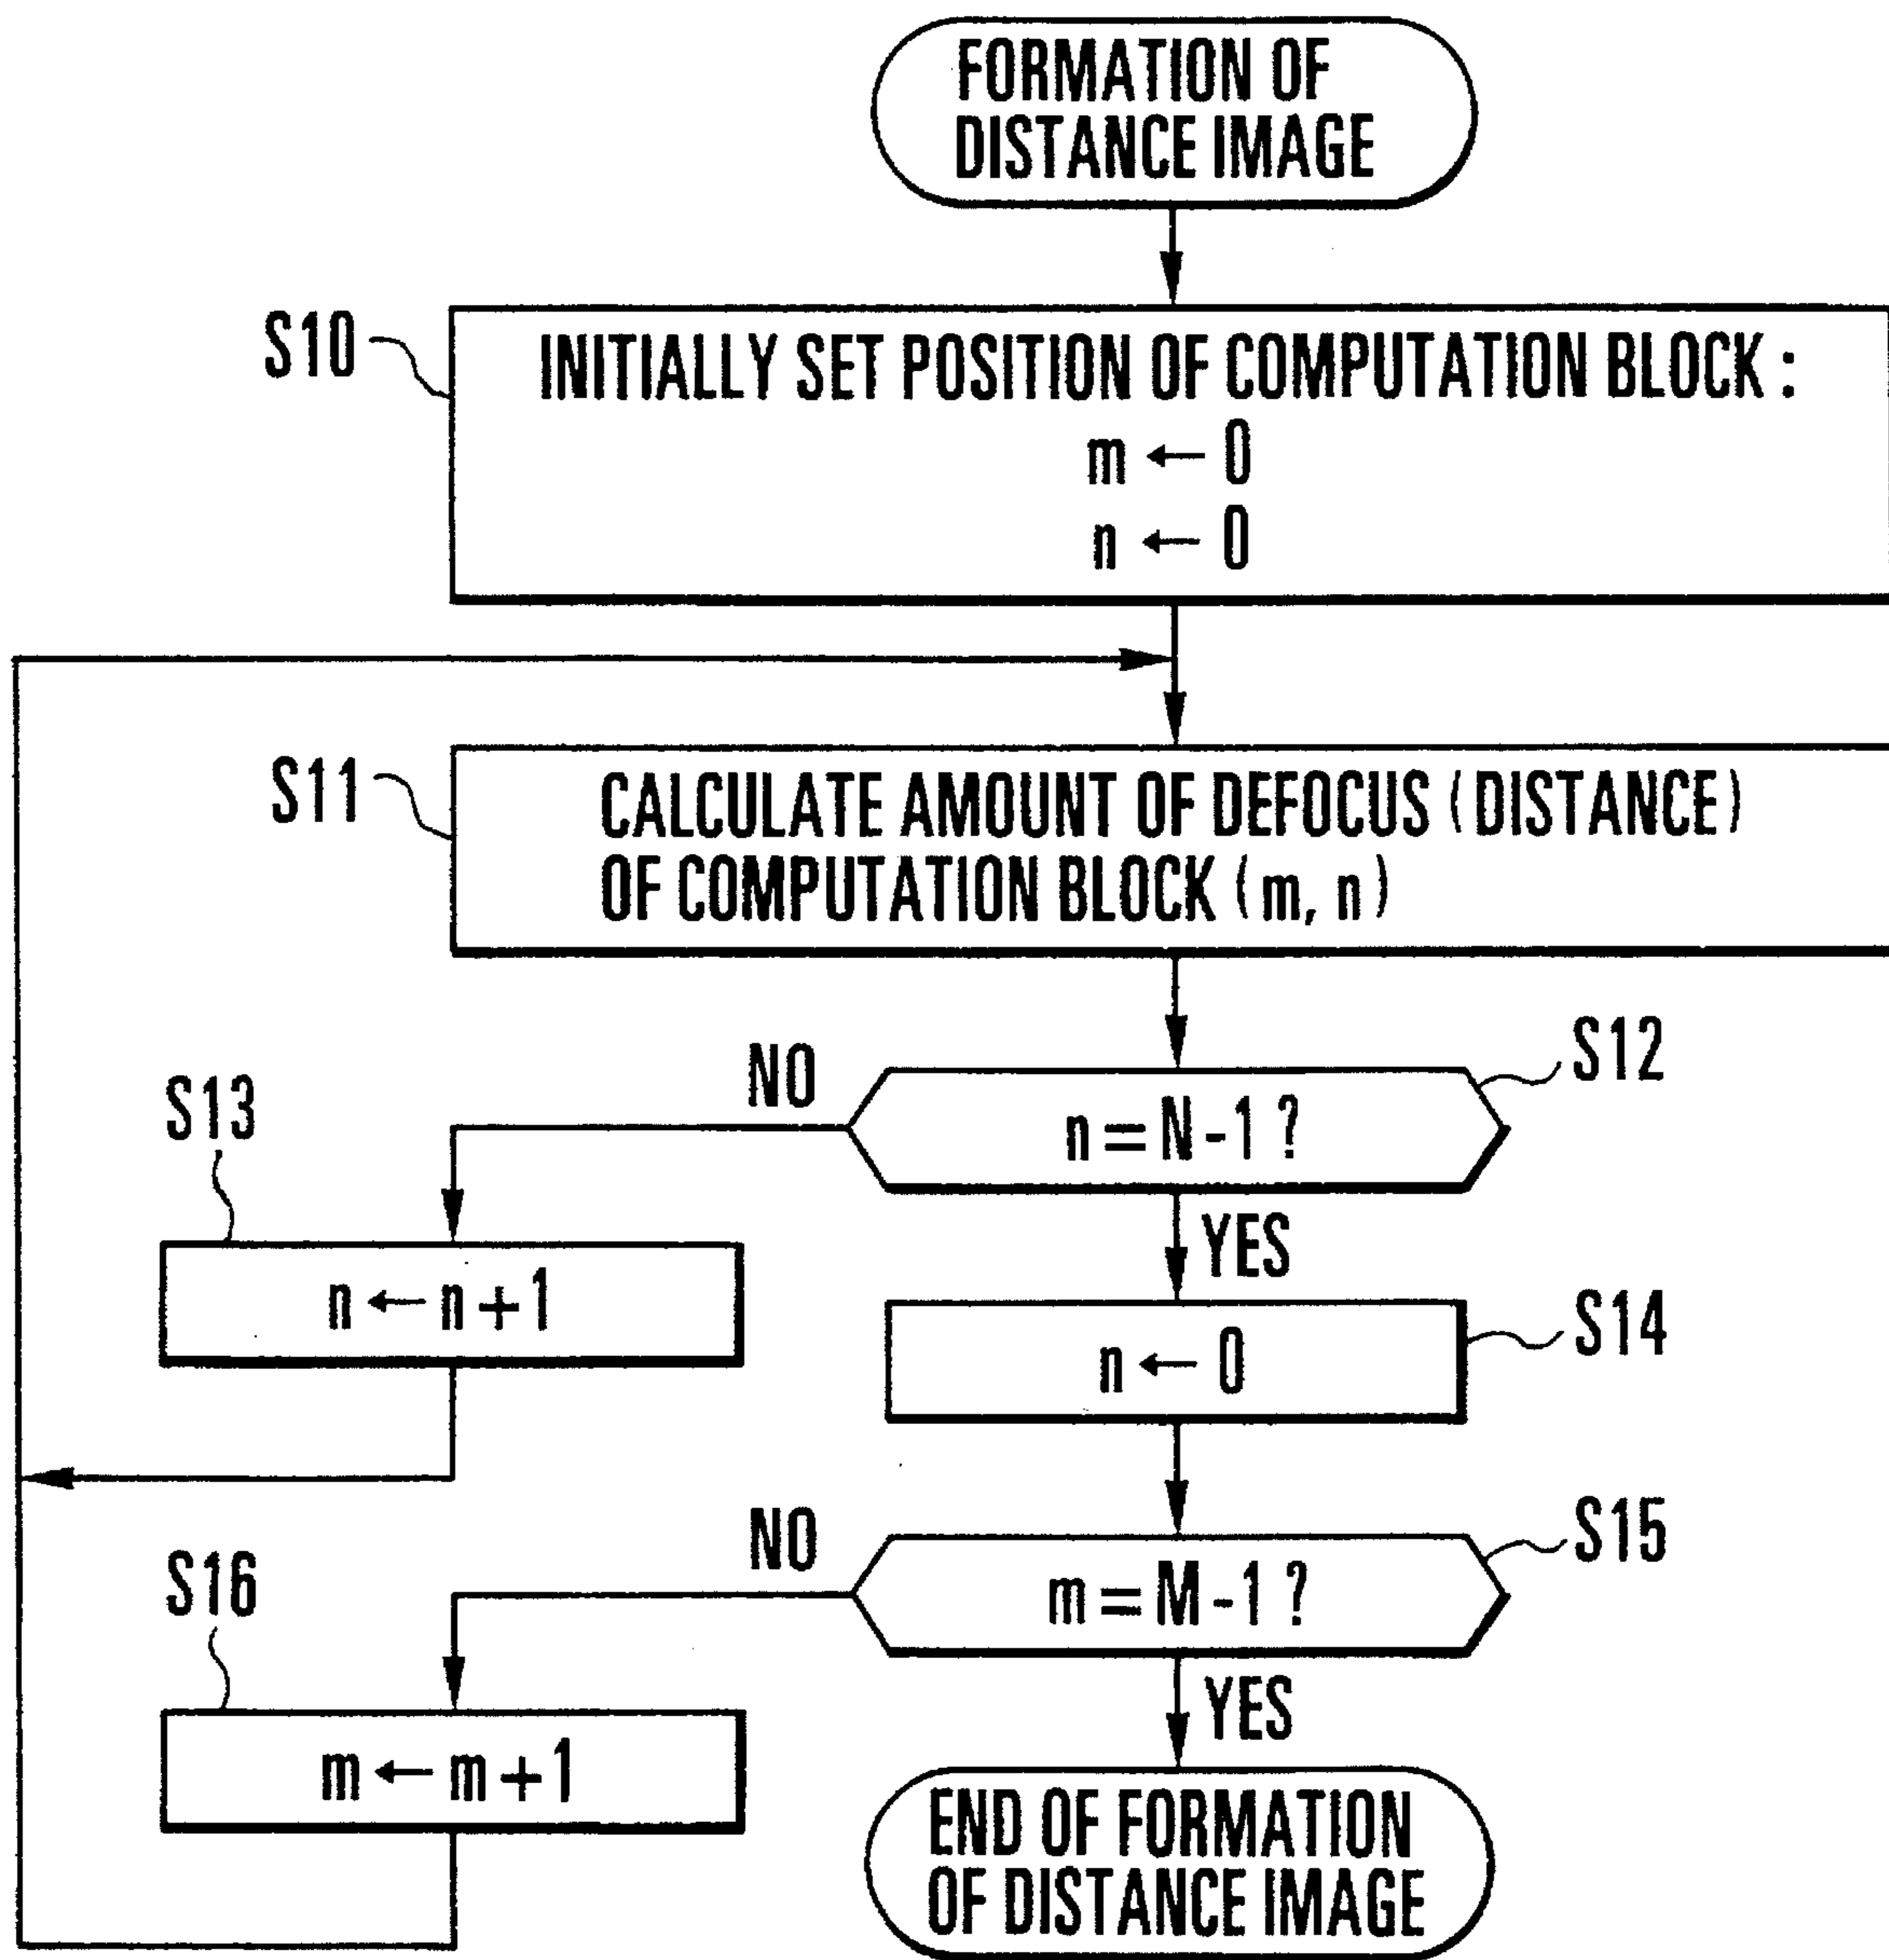 FORMATION OF
DISTANCE IMAGE
S10
INITIALLY SET POSITION OF COMPUTATION BLOCK :
m ← 0
n ← 0
S11
CALCULATE AMOUNT OF DEFOCUS (DISTANCE)
OF COMPUTATION BLOCK (m, n)
S12
NO
n = N - 1 ?
S13
YES
n ← n + 1
S14
n ← 0
S15
NO
m = M - 1 ?
S16
YES
m ← m + 1
END OF FORMATION
OF DISTANCE IMAGE